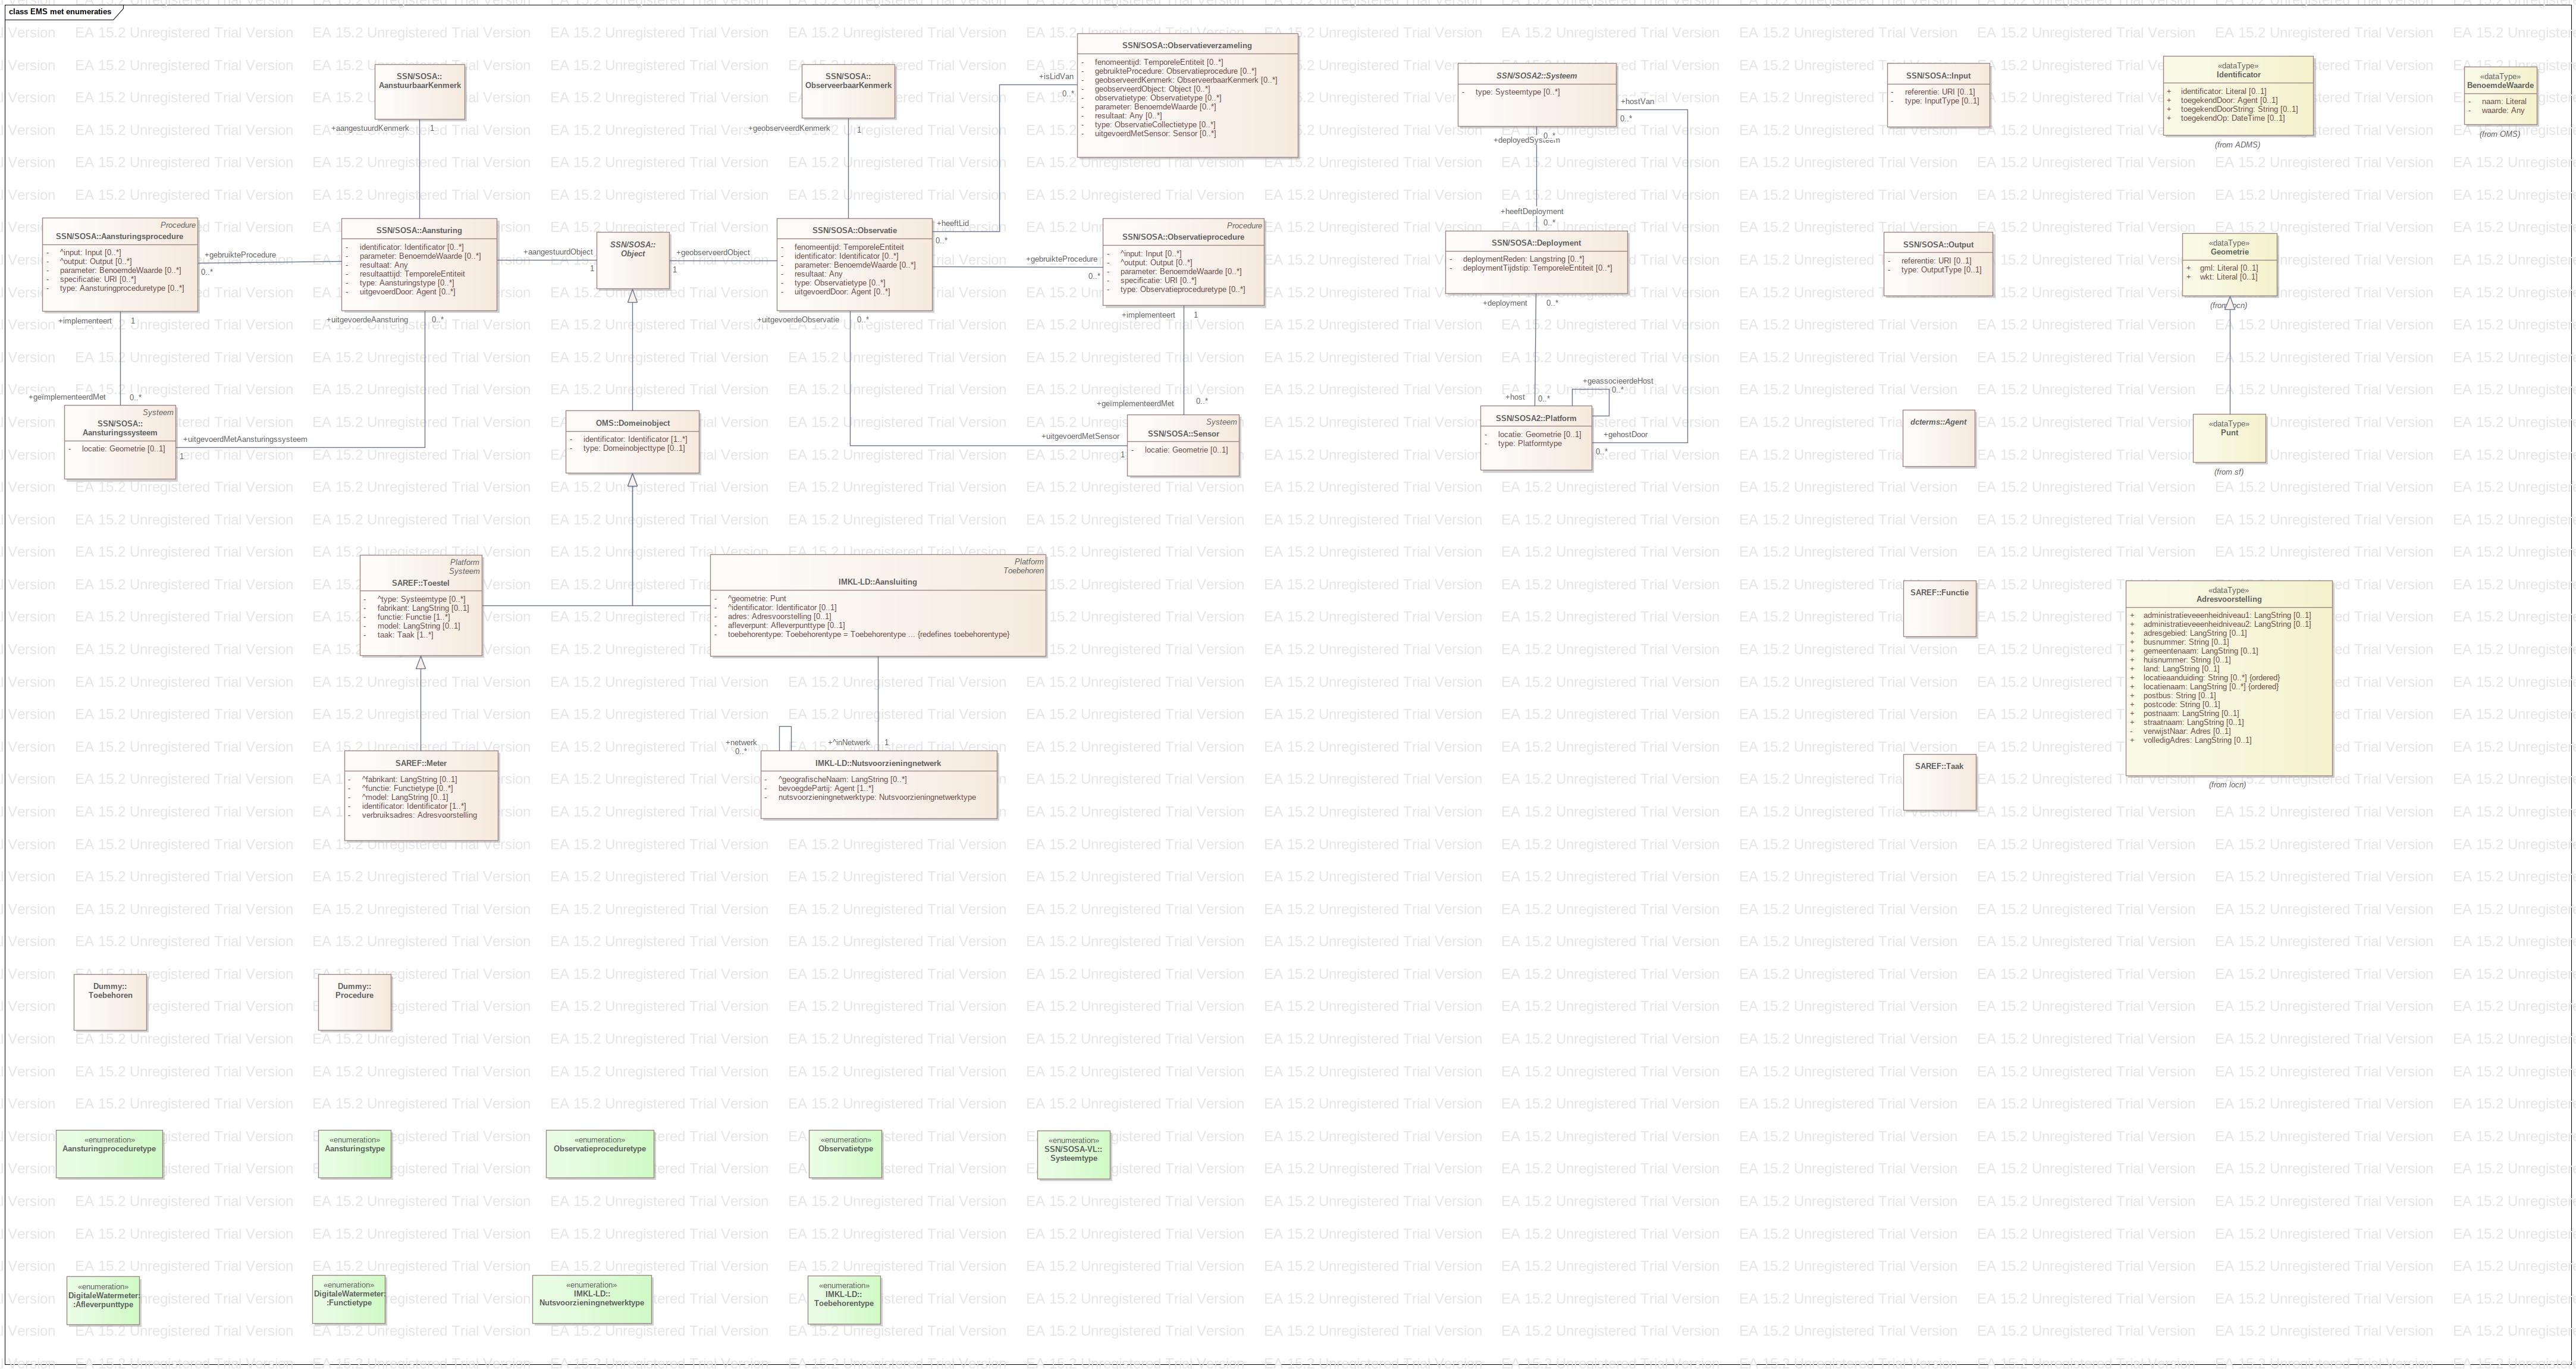 class EMS met enumeraties
SSN/SOSA::
AanstuurbaarKenmerk
+aangestuurdKenmerk 1
SSN/SOSA::
ObserveerbaarKenmerk
+geobserveerdKenmerk 1
+isLidVan
0..*
SSN/SOSA::Observatieverzameling
- fenomeentijd: TemporeleEntiteit [0..*]
- gebruikteProcedure: Observatieprocedure [0..*]
- geobserveerdKenmerk: ObserveerbaarKenmerk [0..*]
- geobserveerdObject: Object [0..*]
- observatietype: Observatietype [0..*]
- parameter: BenoemdeWaarde [0..*]
- resultaat: Any [0..*]
- type: ObservatieCollectietype [0..*]
- uitgevoerdMetSensor: Sensor [0..*]
SSN/SOSA2::Systeem
- type: Systeemtype [0..*]
+hostVan
0..*
0..*
+deployedSysteem
SSN/SOSA::Input
- referentie: URI [0..1]
- type: InputType [0..1]
«dataType»
Identificator
+ identificator: Literal [0..1]
+ toegekendDoor: Agent [0..1]
+ toegekendDoorString: String [0..1]
+ toegekendOp: DateTime [0..1]
(from ADMS)
«dataType»
BenoemdeWaarde
- naam: Literal
- waarde: Any
(from OMS)
Procedure
SSN/SOSA::Aansturingsprocedure
- ^input: Input [0..*]
- ^output: Output [0..*]
- parameter: BenoemdeWaarde [0..*]
- specificatie: URI [0..*]
- type: Aansturingproceduretype [0..*]
+gebruikteProcedure
0..*
+implementeert 1
SSN/SOSA::Aansturing
- identificator: Identificator [0..*]
- parameter: BenoemdeWaarde [0..*]
- resultaat: Any
- resultaattijd: TemporeleEntiteit
- type: Aansturingstype [0..*]
- uitgevoerdDoor: Agent [0..*]
+uitgevoerdeAansturing 0..*
+aangestuurdObject
1
SSN/SOSA::
Object
+geobserveerdObject
1
SSN/SOSA::Observatie
- fenomeentijd: TemporeleEntiteit
- identificator: Identificator [0..*]
- parameter: BenoemdeWaarde [0..*]
- resultaat: Any
- type: Observatietype [0..*]
- uitgevoerdDoor: Agent [0..*]
+heeftLid
0..*
+uitgevoerdeObservatie 0..*
+gebruikteProcedure
0..*
Procedure
SSN/SOSA::Observatieprocedure
- ^input: Input [0..*]
- ^output: Output [0..*]
- parameter: BenoemdeWaarde [0..*]
- specificatie: URI [0..*]
- type: Observatieproceduretype [0..*]
+implementeert 1
+heeftDeployment
0..*
SSN/SOSA::Deployment
- deploymentReden: Langstring [0..*]
- deploymentTijdstip: TemporeleEntiteit [0..*]
+deployment 0..*
SSN/SOSA::Output
- referentie: URI [0..1]
- type: OutputType [0..1]
«dataType»
Geometrie
+ gml: Literal [0..1]
+ wkt: Literal [0..1]
(from locn)
+geïmplementeerdMet 0..*
Systeem
SSN/SOSA::
Aansturingssysteem
- locatie: Geometrie [0..1]
+uitgevoerdMetAansturingssysteem
1
OMS::Domeinobject
- identificator: Identificator [1..*]
- type: Domeinobjecttype [0..1]
+geïmplementeerdMet 0..*
+uitgevoerdMetSensor
1
Systeem
SSN/SOSA::Sensor
- locatie: Geometrie [0..1]
+host 0..*
+geassocieerdeHost
0..*
SSN/SOSA2::Platform
- locatie: Geometrie [0..1]
- type: Platformtype
+gehostDoor
0..*
dcterms::Agent
«dataType»
Punt
(from sf)
Platform
Systeem
SAREF::Toestel
- ^type: Systeemtype [0..*]
- fabrikant: LangString [0..1]
- functie: Functie [1..*]
- model: LangString [0..1]
- taak: Taak [1..*]
Platform
Toebehoren
IMKL-LD::Aansluiting
- ^geometrie: Punt
- ^identificator: Identificator [0..1]
- adres: Adresvoorstelling [0..1]
- afleverpunt: Afleverpunttype [0..1]
- toebehorentype: Toebehorentype = Toebehorentype ... {redefines toebehorentype}
SAREF::Functie
«dataType»
Adresvoorstelling
+ administratieveeenheidniveau1: LangString [0..1]
+ administratieveeenheidniveau2: LangString [0..1]
+ adresgebied: LangString [0..1]
+ busnummer: String [0..1]
+ gemeentenaam: LangString [0..1]
+ huisnummer: String [0..1]
+ land: LangString [0..1]
+ locatieaanduiding: String [0..*] {ordered}
+ locatienaam: LangString [0..*] {ordered}
+ postbus: String [0..1]
+ postcode: String [0..1]
+ postnaam: LangString [0..1]
+ straatnaam: LangString [0..1]
- verwijstNaar: Adres [0..1]
+ volledigAdres: LangString [0..1]
(from locn)
SAREF::Meter
- ^fabrikant: LangString [0..1]
- ^functie: Functietype [0..*]
- ^model: LangString [0..1]
- identificator: Identificator [1..*]
- verbruiksadres: Adresvoorstelling
+netwerk
0..*
+^inNetwerk 1
IMKL-LD::Nutsvoorzieningnetwerk
- ^geografischeNaam: LangString [0..*]
- bevoegdePartij: Agent [1..*]
- nutsvoorzieningnetwerktype: Nutsvoorzieningnetwerktype
SAREF::Taak
Dummy::
Toebehoren
Dummy::
Procedure
«enumeration»
Aansturingproceduretype
«enumeration»
Aansturingstype
«enumeration»
Observatieproceduretype
«enumeration»
Observatietype
«enumeration»
SSN/SOSA-VL::
Systeemtype
«enumeration»
DigitaleWatermeter:
:Afleverpunttype
«enumeration»
DigitaleWatermeter:
:Functietype
«enumeration»
IMKL-LD::
Nutsvoorzieningnetwerktype
«enumeration»
IMKL-LD::
Toebehorentype
EA 15.2 Unregistered Trial Version